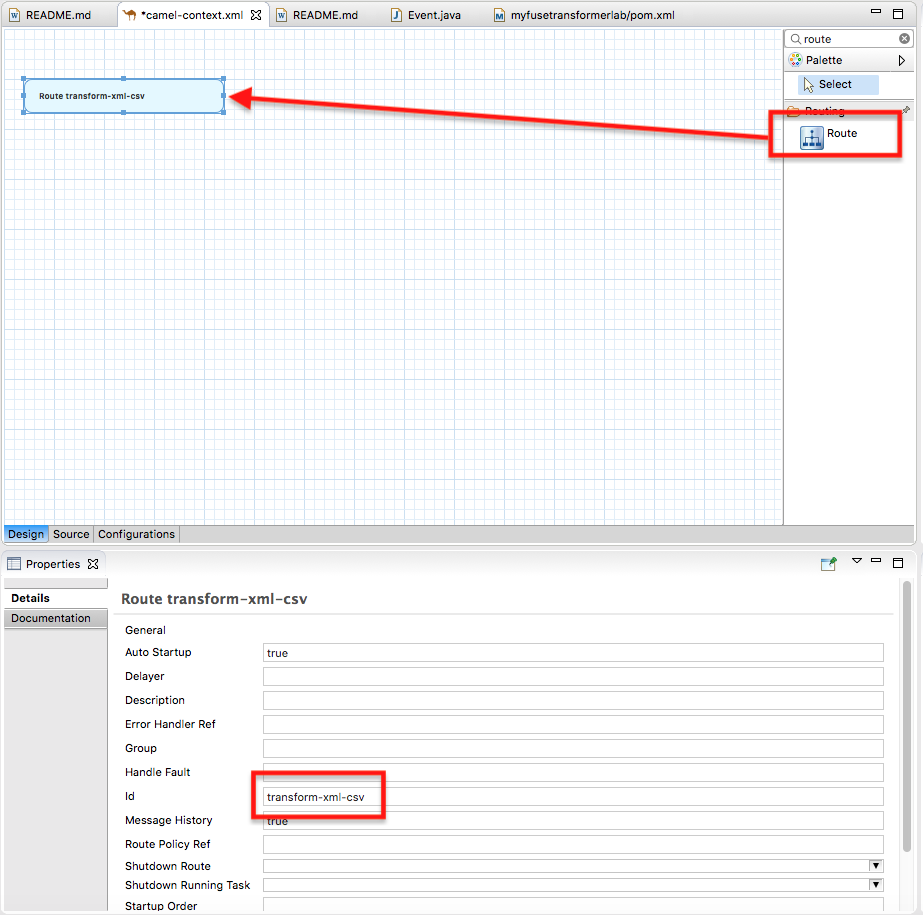 README.md
*camel-context.xml
README.md
Event.java
myfusetransformerlab/pom.xml
route
Palette
Select
Routing
Route
Route transform-xml-csv
Design
Source
Configurations
Properties
Details
Documentation
Route transform-xml-csv
General
Auto Startup true
Delayer
Description
Error Handler Ref
Group
Handle Fault
Id transform-xml-csv
Message History true
Route Policy Ref
Shutdown Route
Shutdown Running Task
Startup Order